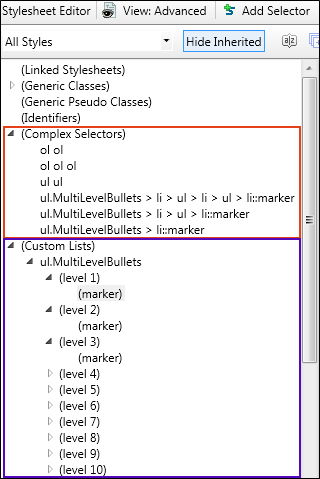 Stylesheet Editor View: Advanced Add Selector
All Styles Hide Inherited
(Linked Stylesheets)
(Generic Classes)
(Generic Pseudo Classes)
(Identifiers)
(Complex Selectors)
ol ol
ol ol ol
ul ul
ul.MultiLevelBullets > li > ul > li > ul > li::marker
ul.MultiLevelBullets > li > ul > li::marker
ul.MultiLevelBullets > li::marker
(Custom Lists)
ul.MultiLevelBullets
(level 1)
(marker)
(level 2)
(marker)
(level 3)
(marker)
(level 4)
(level 5)
(level 6)
(level 7)
(level 8)
(level 9)
(level 10)